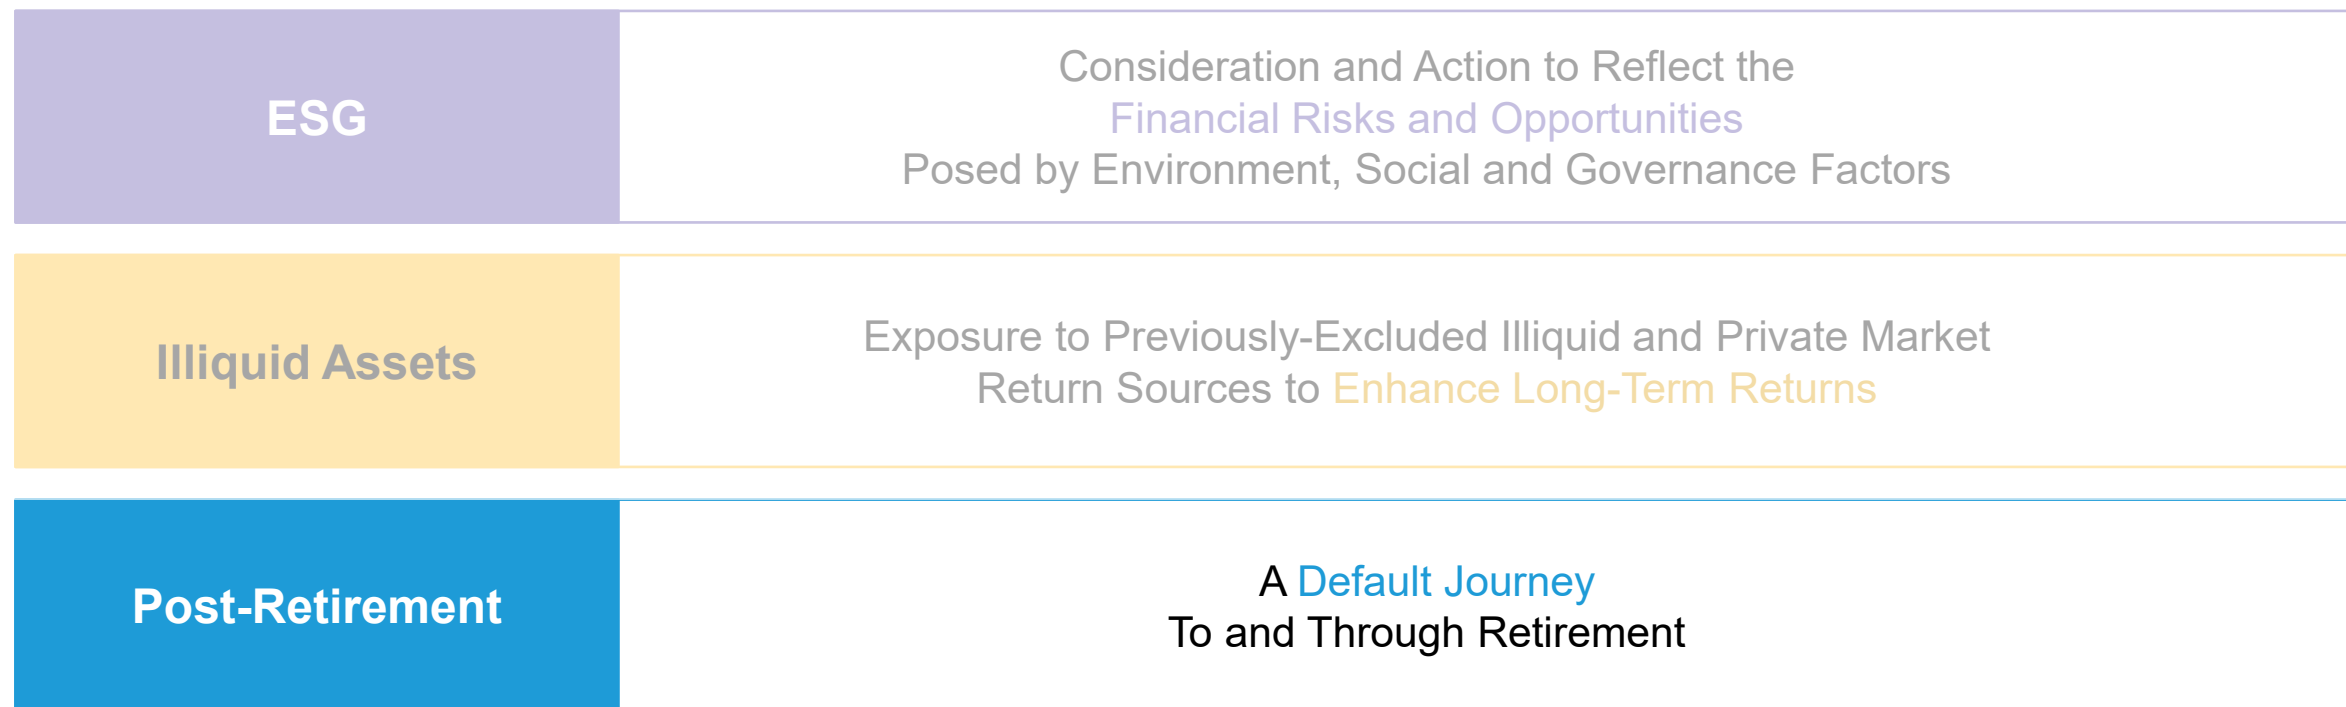 ESG
Consideration and Action to Reflect the
Financial Risks and Opportunities
Posed by Environment, Social and Governance Factors
Illiquid Assets
Exposure to Previously-Excluded Illiquid and Private Market
Return Sources to Enhance Long-Term Returns
Post-Retirement
A Default Journey
To and Through Retirement